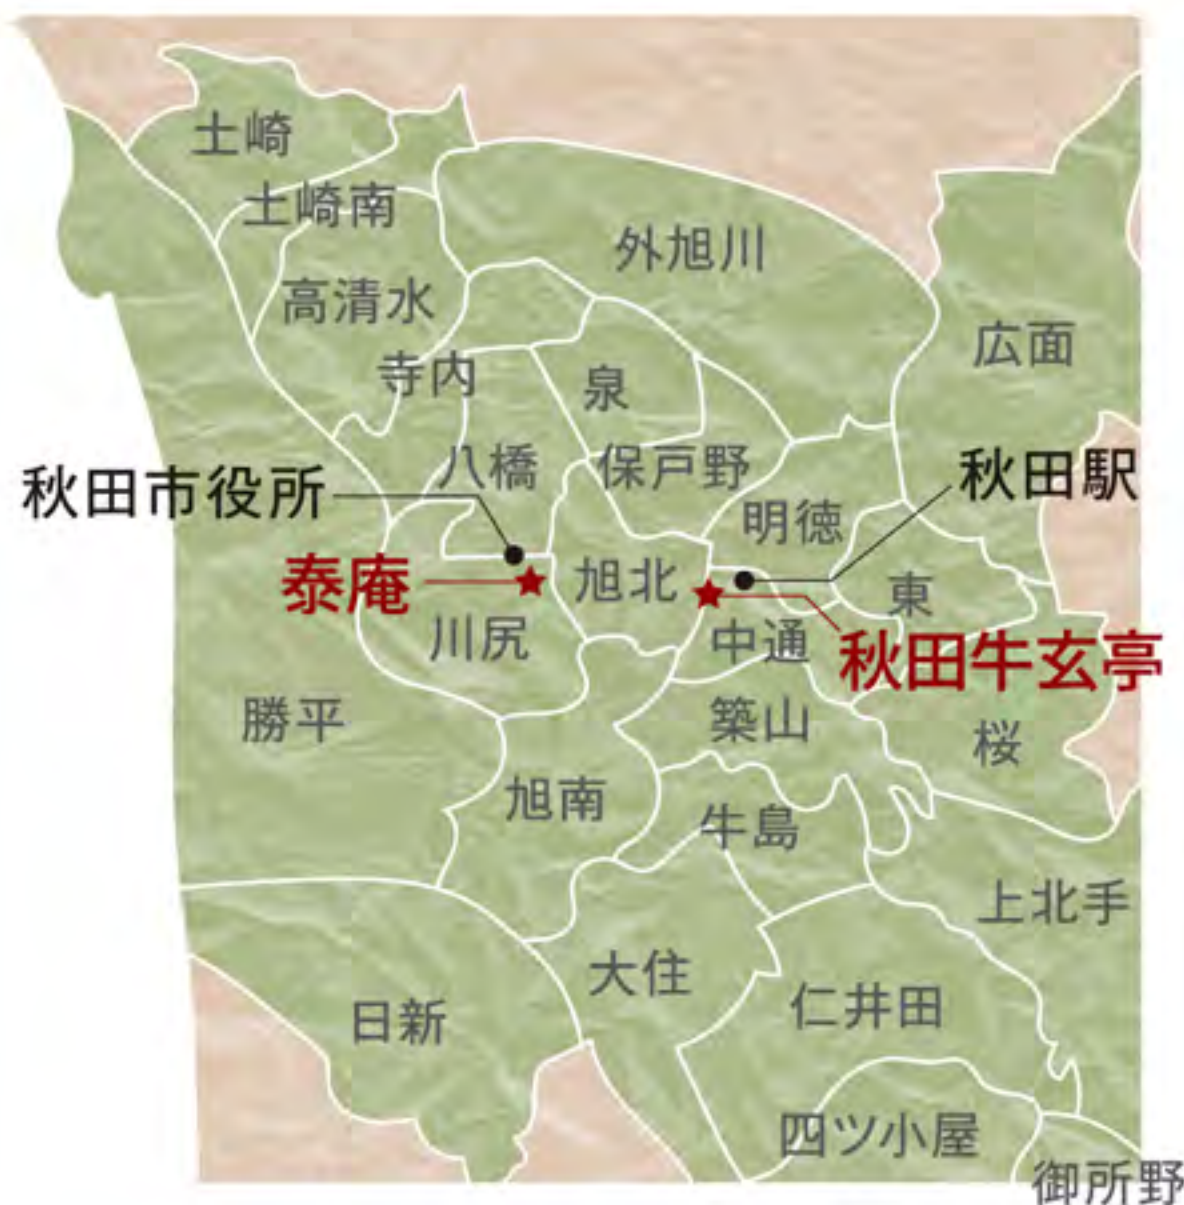 土崎
土崎南
外旭川
高清水
広面
寺内
泉
八橋
保戸野
秋田駅
秋田市役所
明徳
泰庵
旭北
東
川尻
中通
秋田牛玄亭
勝平
築山
桜
旭南
牛島
上北手
大住
仁井田
日新
四ツ小屋
御所野